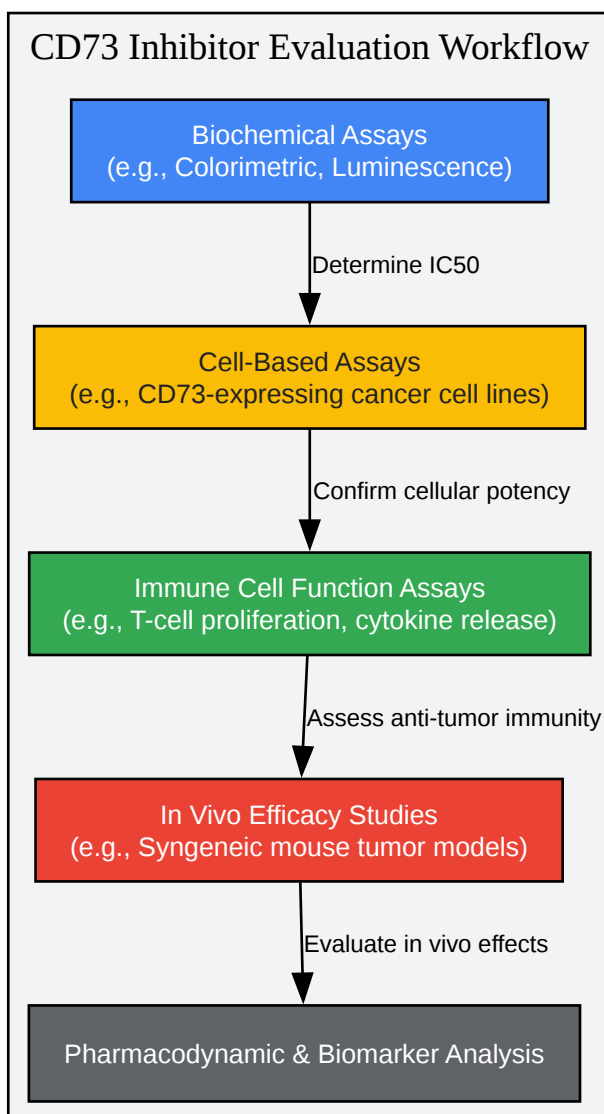 CD73 Inhibitor Evaluation Workflow
Biochemical Assays
(e.g., Colorimetric, Luminescence)
Determine IC50
Cell-Based Assays
(e.g., CD73-expressing cancer cell lines)
Confirm cellular potency
Immune Cell Function Assays
(e.g., T-cell proliferation, cytokine release)
Assess anti-tumor immunity
In Vivo Efficacy Studies
(e.g., Syngeneic mouse tumor models)
Evaluate in vivo effects
Pharmacodynamic & Biomarker Analysis